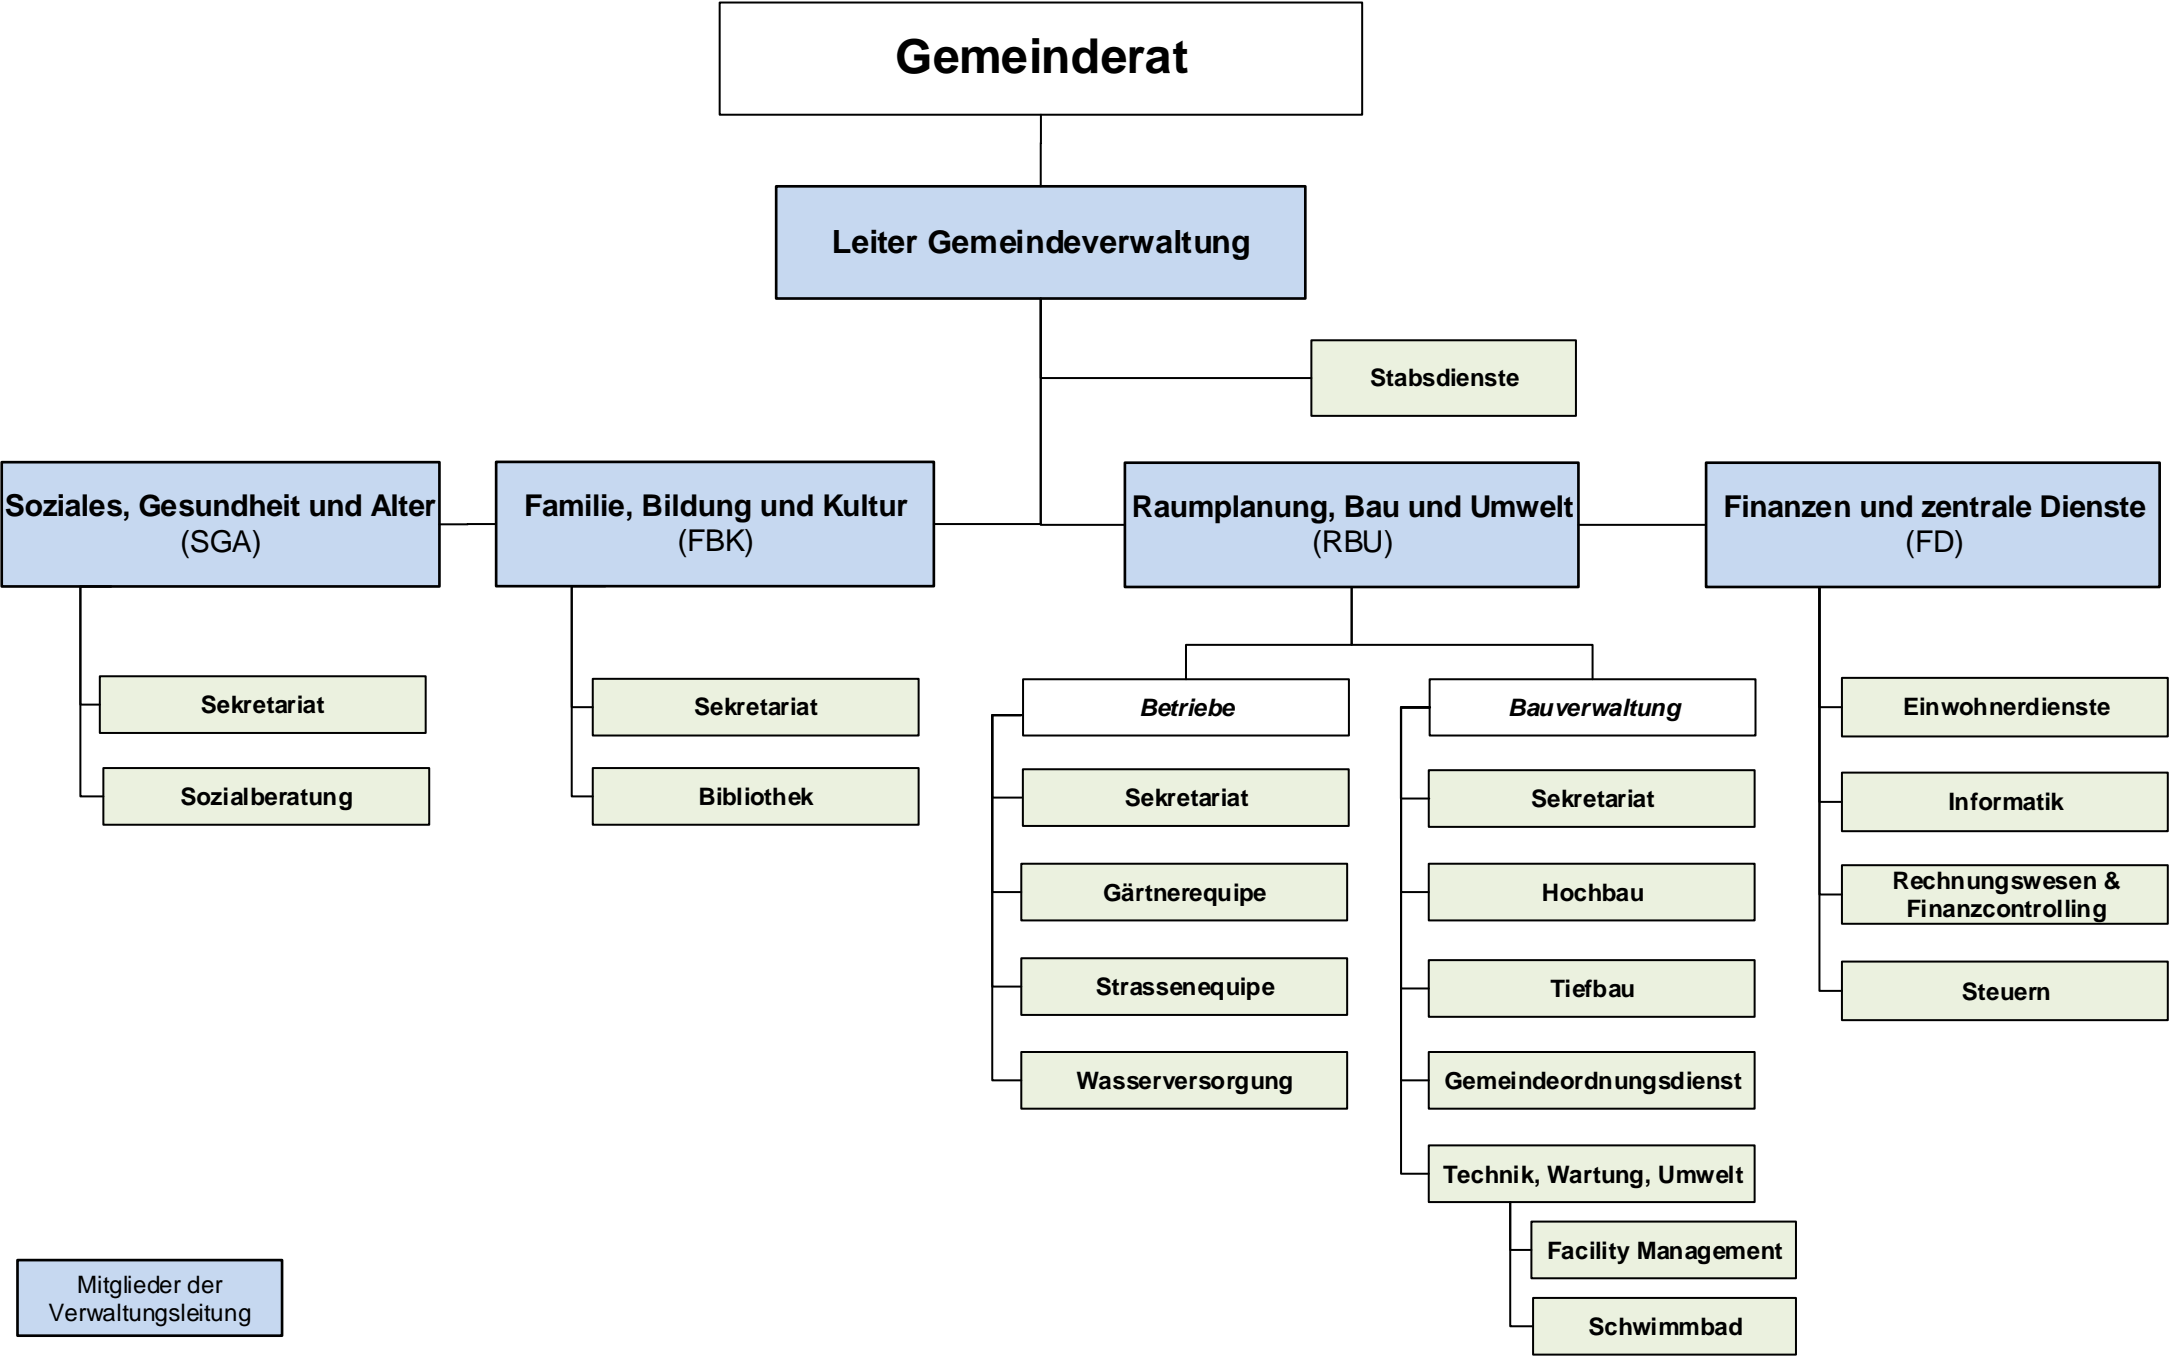 Gemeinderat
Leiter Gemeindeverwaltung
Stabsdienste
Soziales, Gesundheit und Alter
(SGA)
Familie, Bildung und Kultur
(FBK)
Raumplanung, Bau und Umwelt
(RBU)
Finanzen und zentrale Dienste
(FD)
Sekretariat
Sozialberatung
Sekretariat
Bibliothek
Betriebe
Sekretariat
Gärtnerequipe
Strassenequipe
Wasserversorgung
Bauverwaltung
Sekretariat
Hochbau
Tiefbau
Gemeindeordnungsdienst
Technik, Wartung, Umwelt
Facility Management
Schwimmbad
Einwohnerdienste
Informatik
Rechnungswesen &
Finanzcontrolling
Steuern
Mitglieder der
Verwaltungsleitung